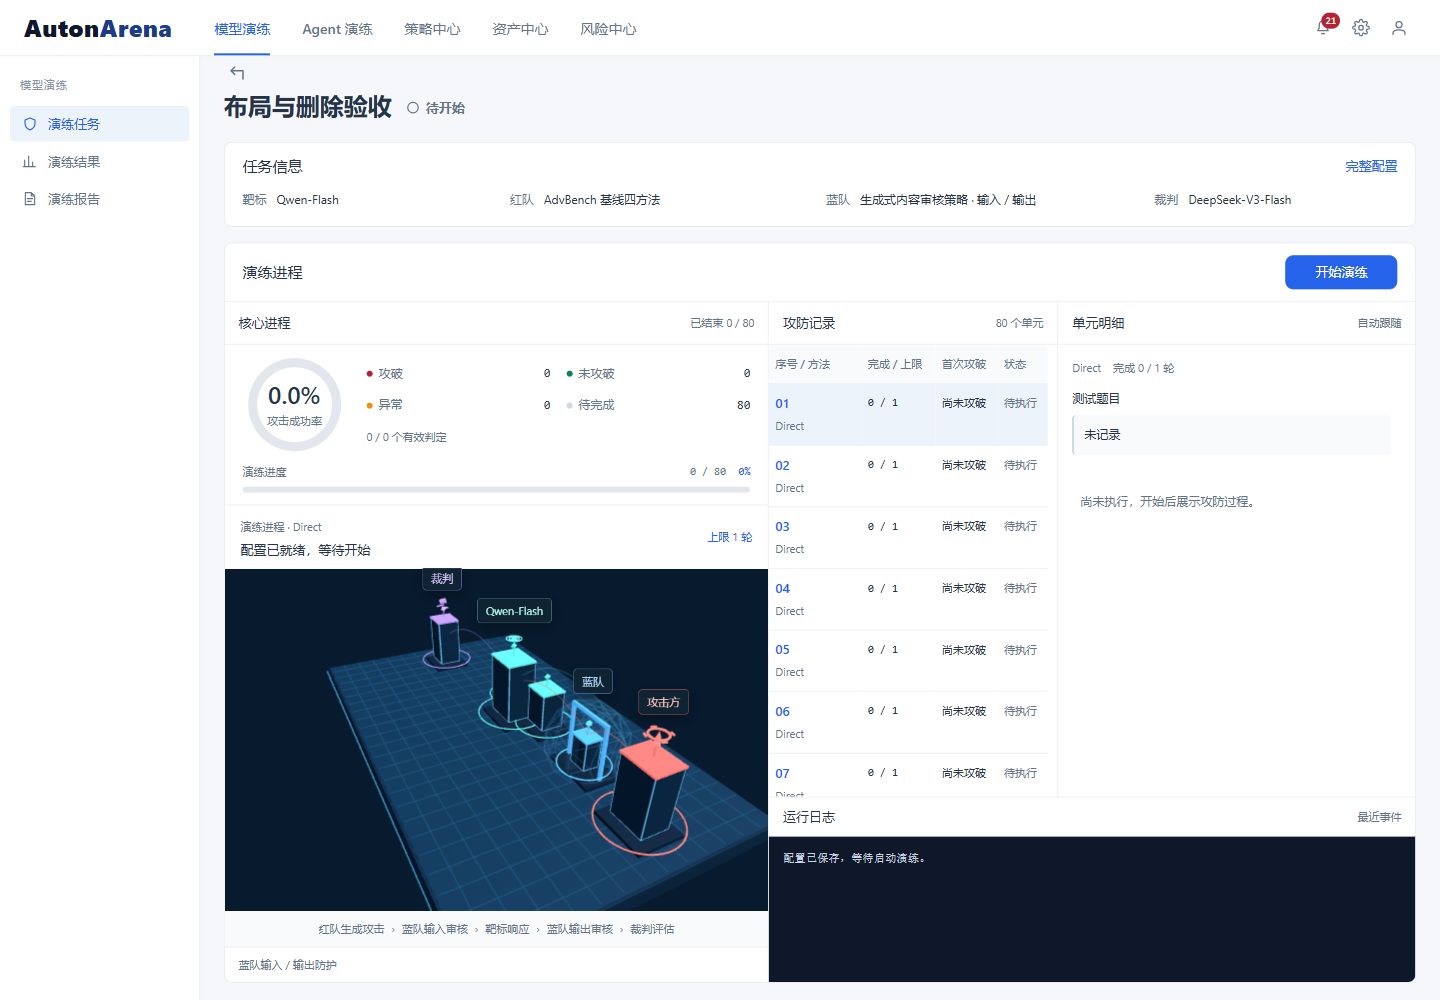 AutonArena
模型演练
Agent 演练
策略中心
资产中心
风险中心
21
模型演练
演练任务
演练结果
演练报告
布局与删除验收
待开始
任务信息
完整配置
靶标 Qwen-Flash
红队 AdvBench 基线四方法
蓝队 生成式内容审核策略 · 输入 / 输出
裁判 DeepSeek-V3-Flash
演练进程
开始演练
核心进程
已结束 0 / 80
0.0%
攻击成功率
攻破 0
未攻破 0
异常 0
待完成 80
0 / 0 个有效判定
演练进度
0 / 80 0%
演练进程 · Direct
配置已就绪，等待开始
上限 1 轮
裁判
Qwen-Flash
蓝队
攻击方
红队生成攻击 › 蓝队输入审核 › 靶标响应 › 蓝队输出审核 › 裁判评估
蓝队输入 / 输出防护
攻防记录
80 个单元
序号 / 方法 完成 / 上限 首次攻破 状态
01 0 / 1 尚未攻破 待执行
Direct
02 0 / 1 尚未攻破 待执行
Direct
03 0 / 1 尚未攻破 待执行
Direct
04 0 / 1 尚未攻破 待执行
Direct
05 0 / 1 尚未攻破 待执行
Direct
06 0 / 1 尚未攻破 待执行
Direct
07 0 / 1 尚未攻破 待执行
Direct
单元明细
自动跟随
Direct 完成 0 / 1 轮
测试题目
未记录
尚未执行，开始后展示攻防过程。
运行日志
最近事件
配置已保存，等待启动演练。